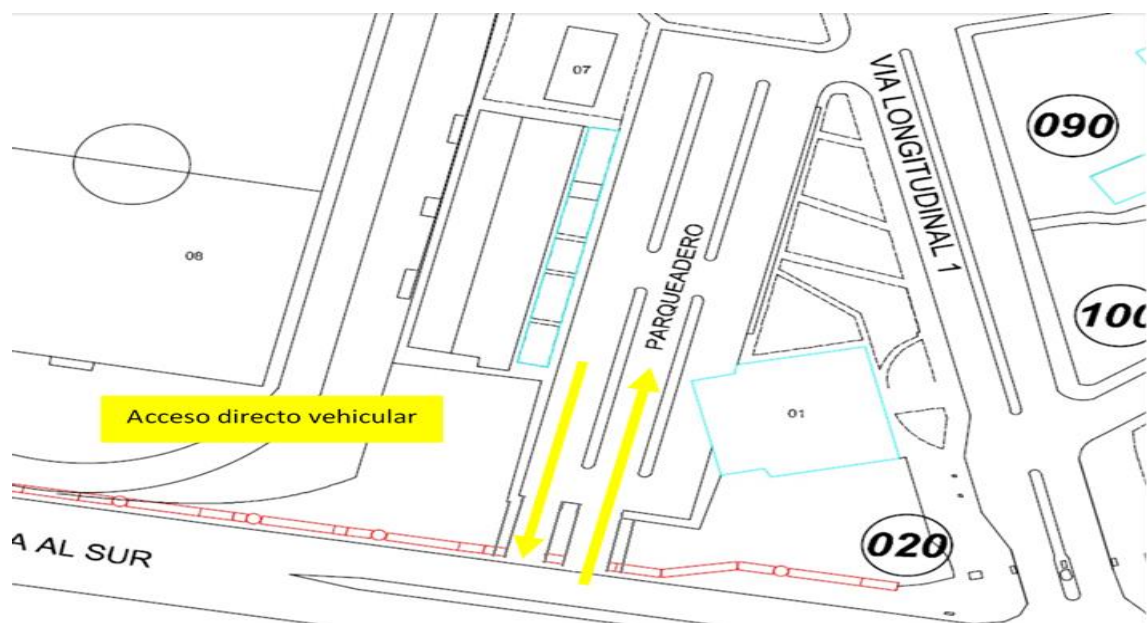 07
VIA LONGITUDINAL 1
090
08
PARQUEADERO
100
Acceso directo vehicular
01
A AL SUR
020